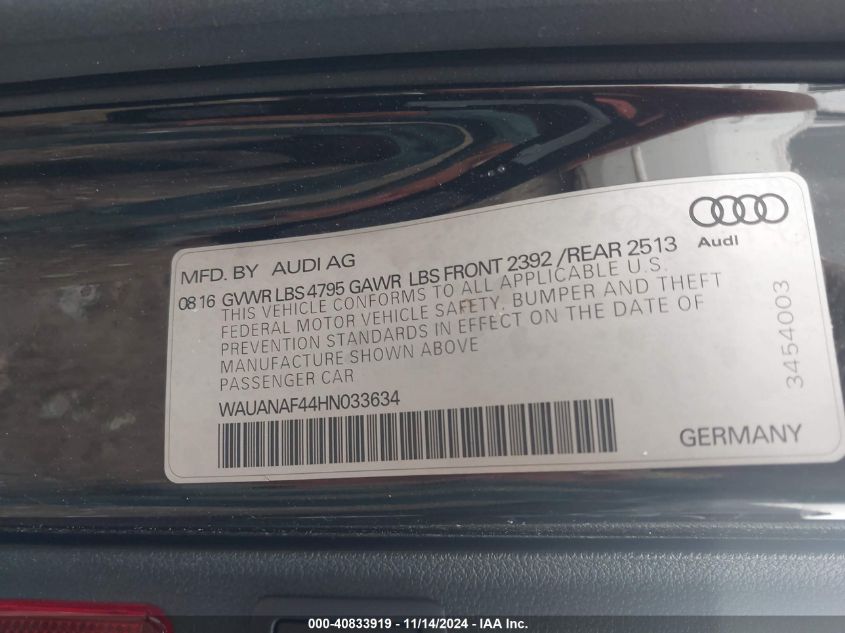 MFD. BY AUDI AG
Audi
08 16 GVWR LBS 4795 GAWR LBS FRONT 2392 /REAR 2513
THIS VEHICLE CONFORMS TO ALL APPLICABLE U.S.
FEDERAL MOTOR VEHICLE SAFETY, BUMPER AND THEFT
PREVENTION STANDARDS IN EFFECT ON THE DATE OF
MANUFACTURE SHOWN ABOVE
PASSENGER CAR
WAUANAF44HN033634
3454003
GERMANY
000-40833919 - 11/14/2024 - IAA Inc.